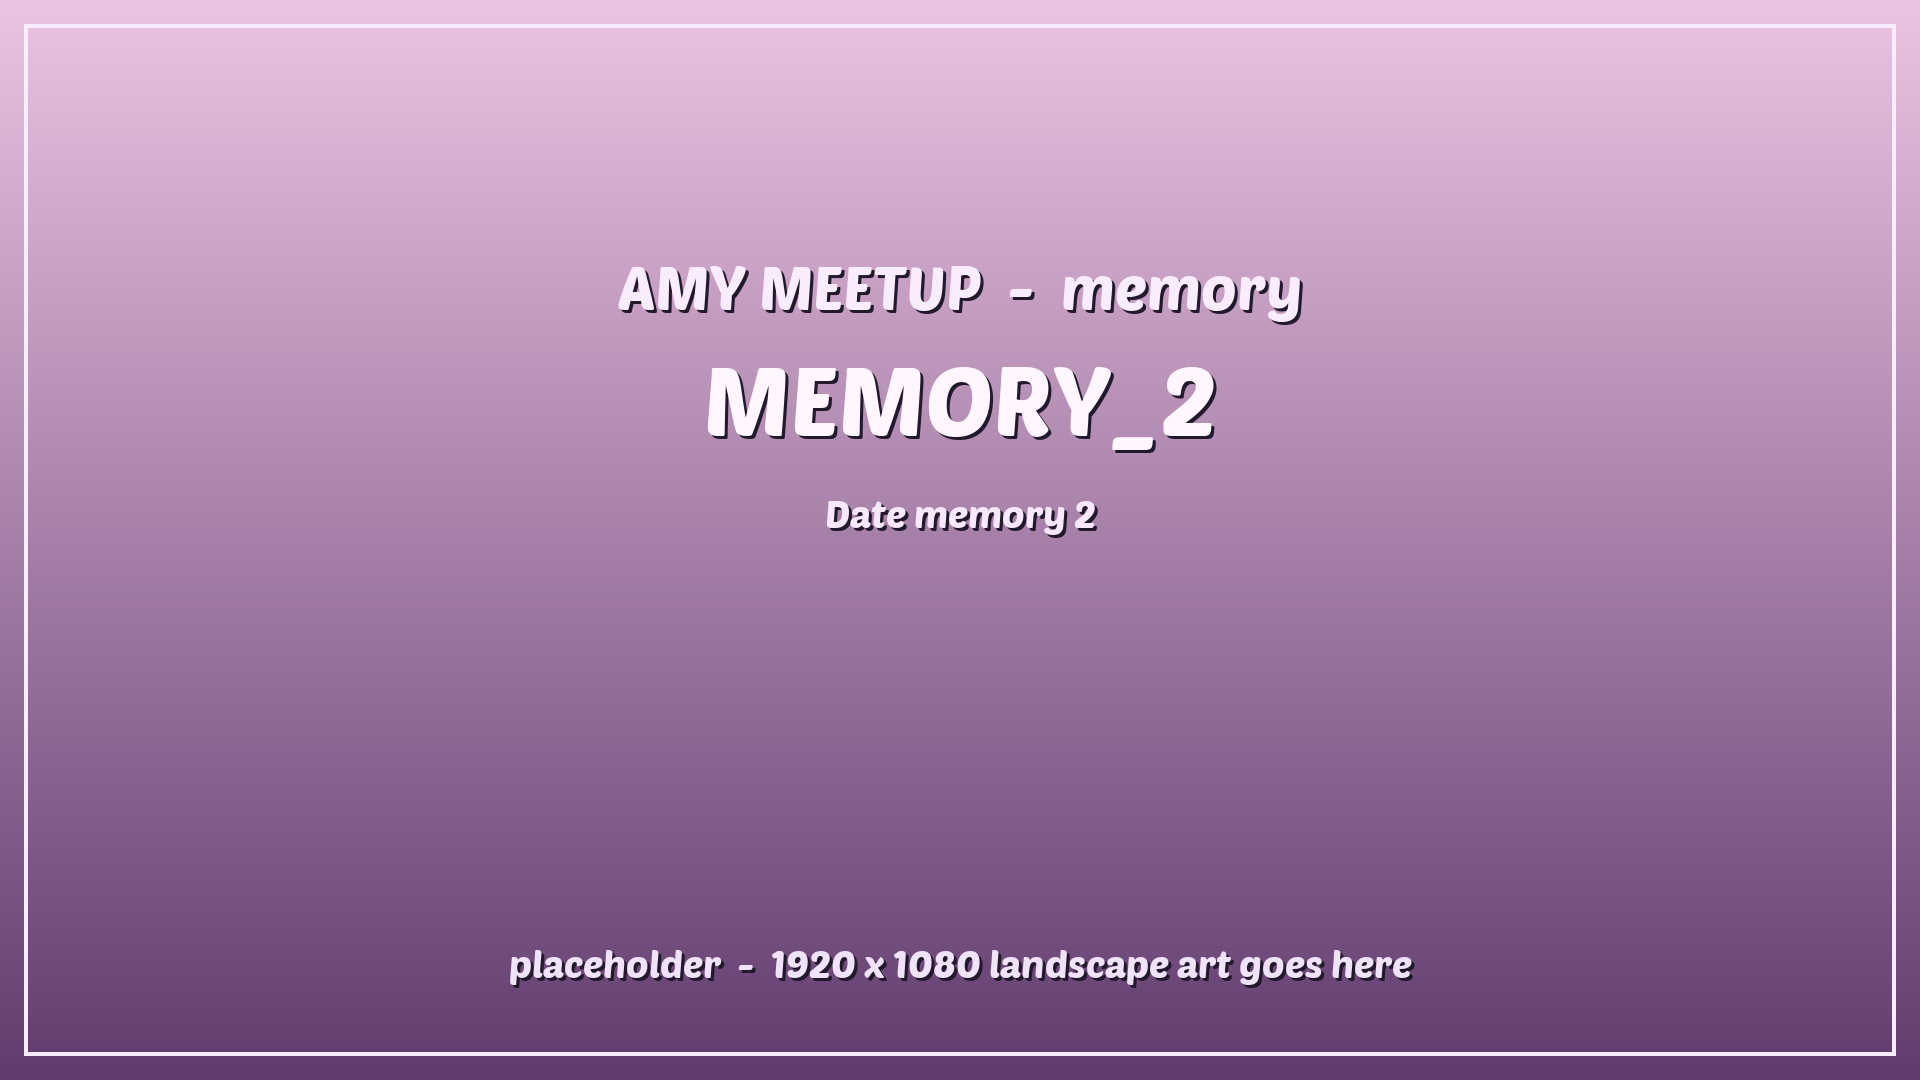 AMY MEETUP - memory
MEMORY_2
Date memory 2
placeholder - 1920 x 1080 landscape art goes here